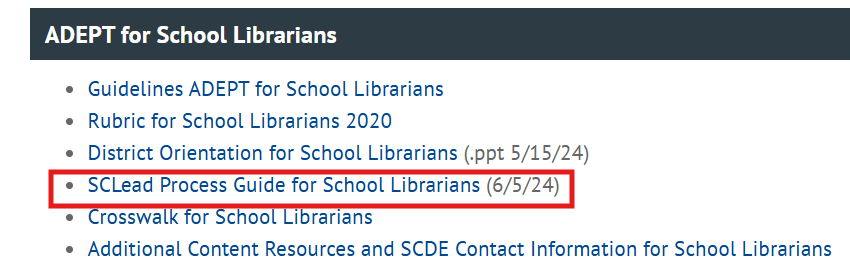 ADEPT for School Librarians
Guidelines ADEPT for School Librarians
Rubric for School Librarians 2020
District Orientation for School Librarians (.ppt 5/15/24)
SCLead Process Guide for School Librarians (6/5/24)
Crosswalk for School Librarians
Additional Content Resources and SCDE Contact Information for School Librarians